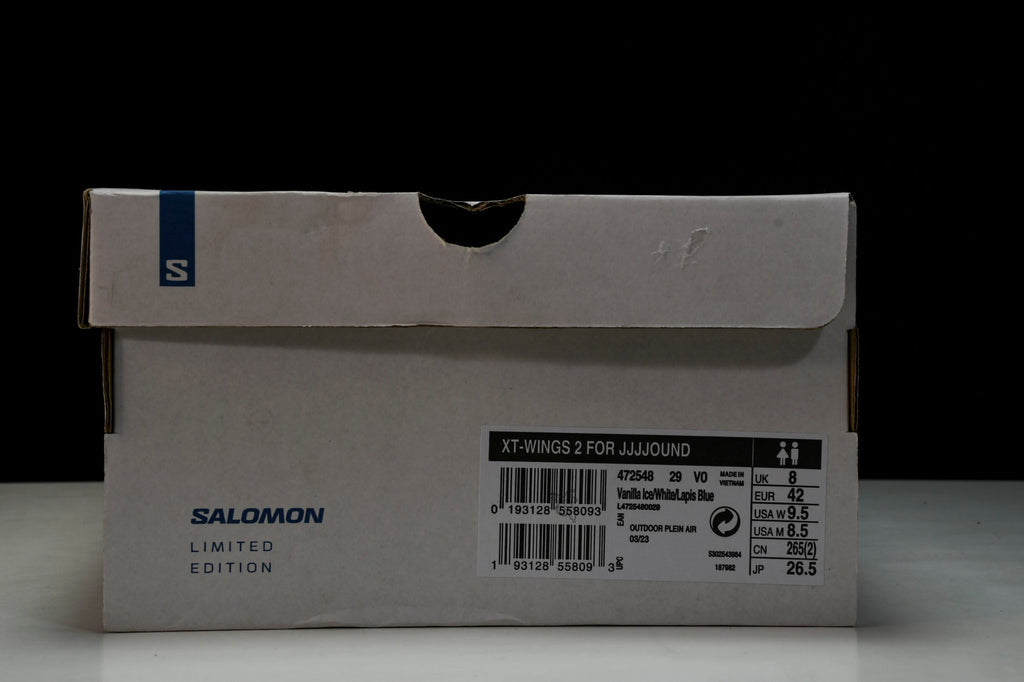 S
SALOMON
LIMITED
EDITION
XT-WINGS 2 FOR JJJJOUND
472548 29 V0 MADE IN VIETNAM
Vanilla Ice/White/Lapis Blue
L4725480029
0 193128 558093
EAN
OUTDOOR PLEIN AIR
03/23
5302543984
187982
1 93128 55809 3
UPC
UK 8
EUR 42
USA W 9.5
USA M 8.5
CN 265(2)
JP 26.5